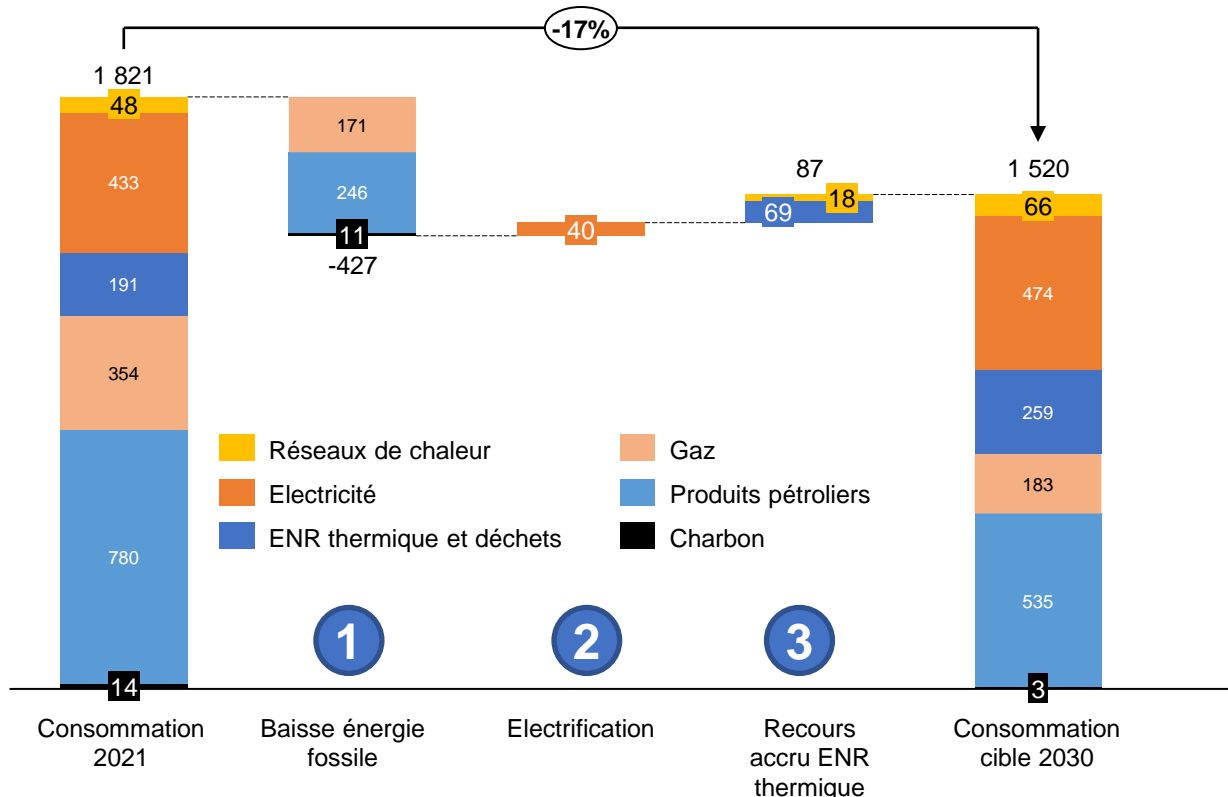 -17%
1 821
48
433
191
354
780
14
171
246
11
-427
40
87
18
69
1 520
66
474
259
183
535
3
Réseaux de chaleur
Electricité
ENR thermique et déchets
Gaz
Produits pétroliers
Charbon
1
2
3
Consommation
2021
Baisse énergie
fossile
Electrification
Recours
accru ENR
thermique
Consommation
cible 2030